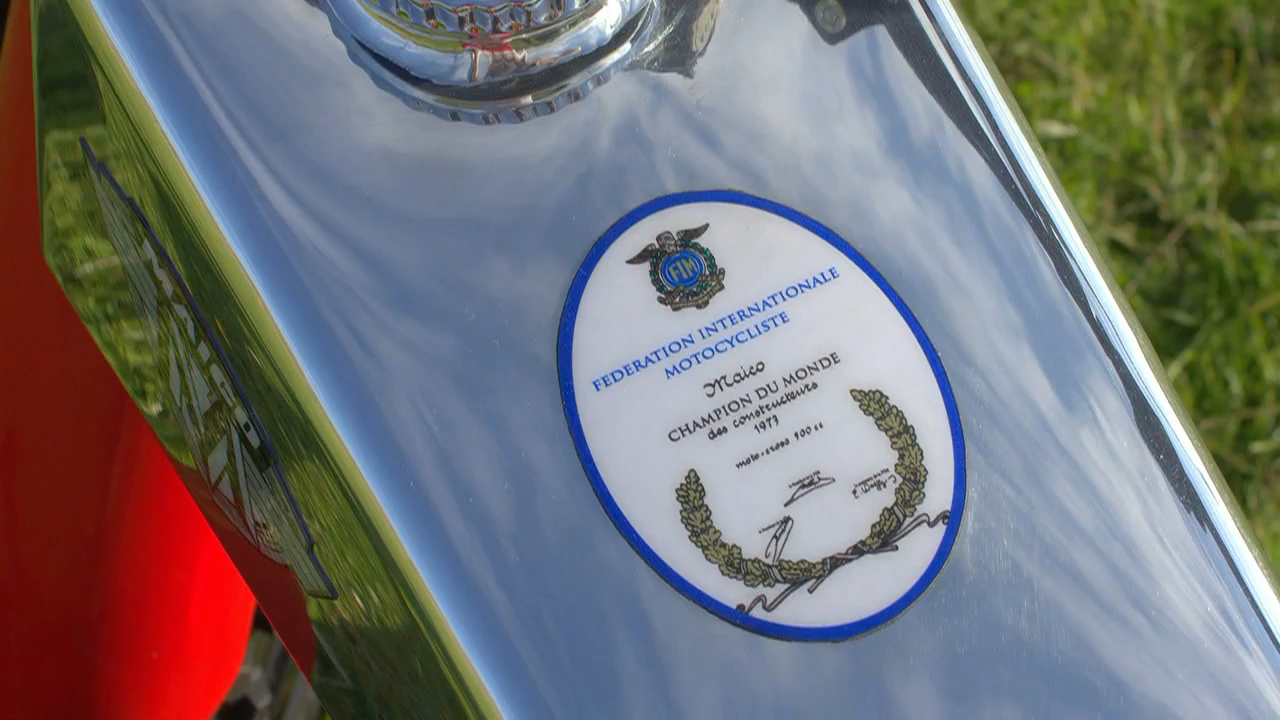 FIM
FEDERATION INTERNATIONALE
MOTOCYCLISTE
Maico
CHAMPION DU MONDE
des constructeurs
1977
moto-cross 500 cc